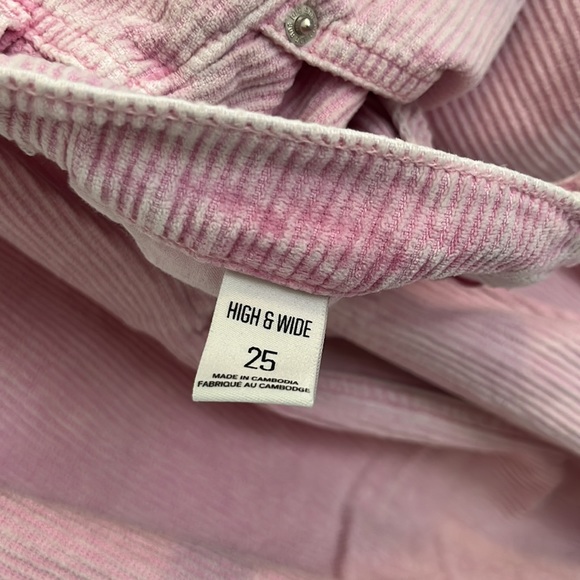 HIGH & WIDE
25
MADE IN CAMBODIA
FABRIQUE AU CAMBODGE